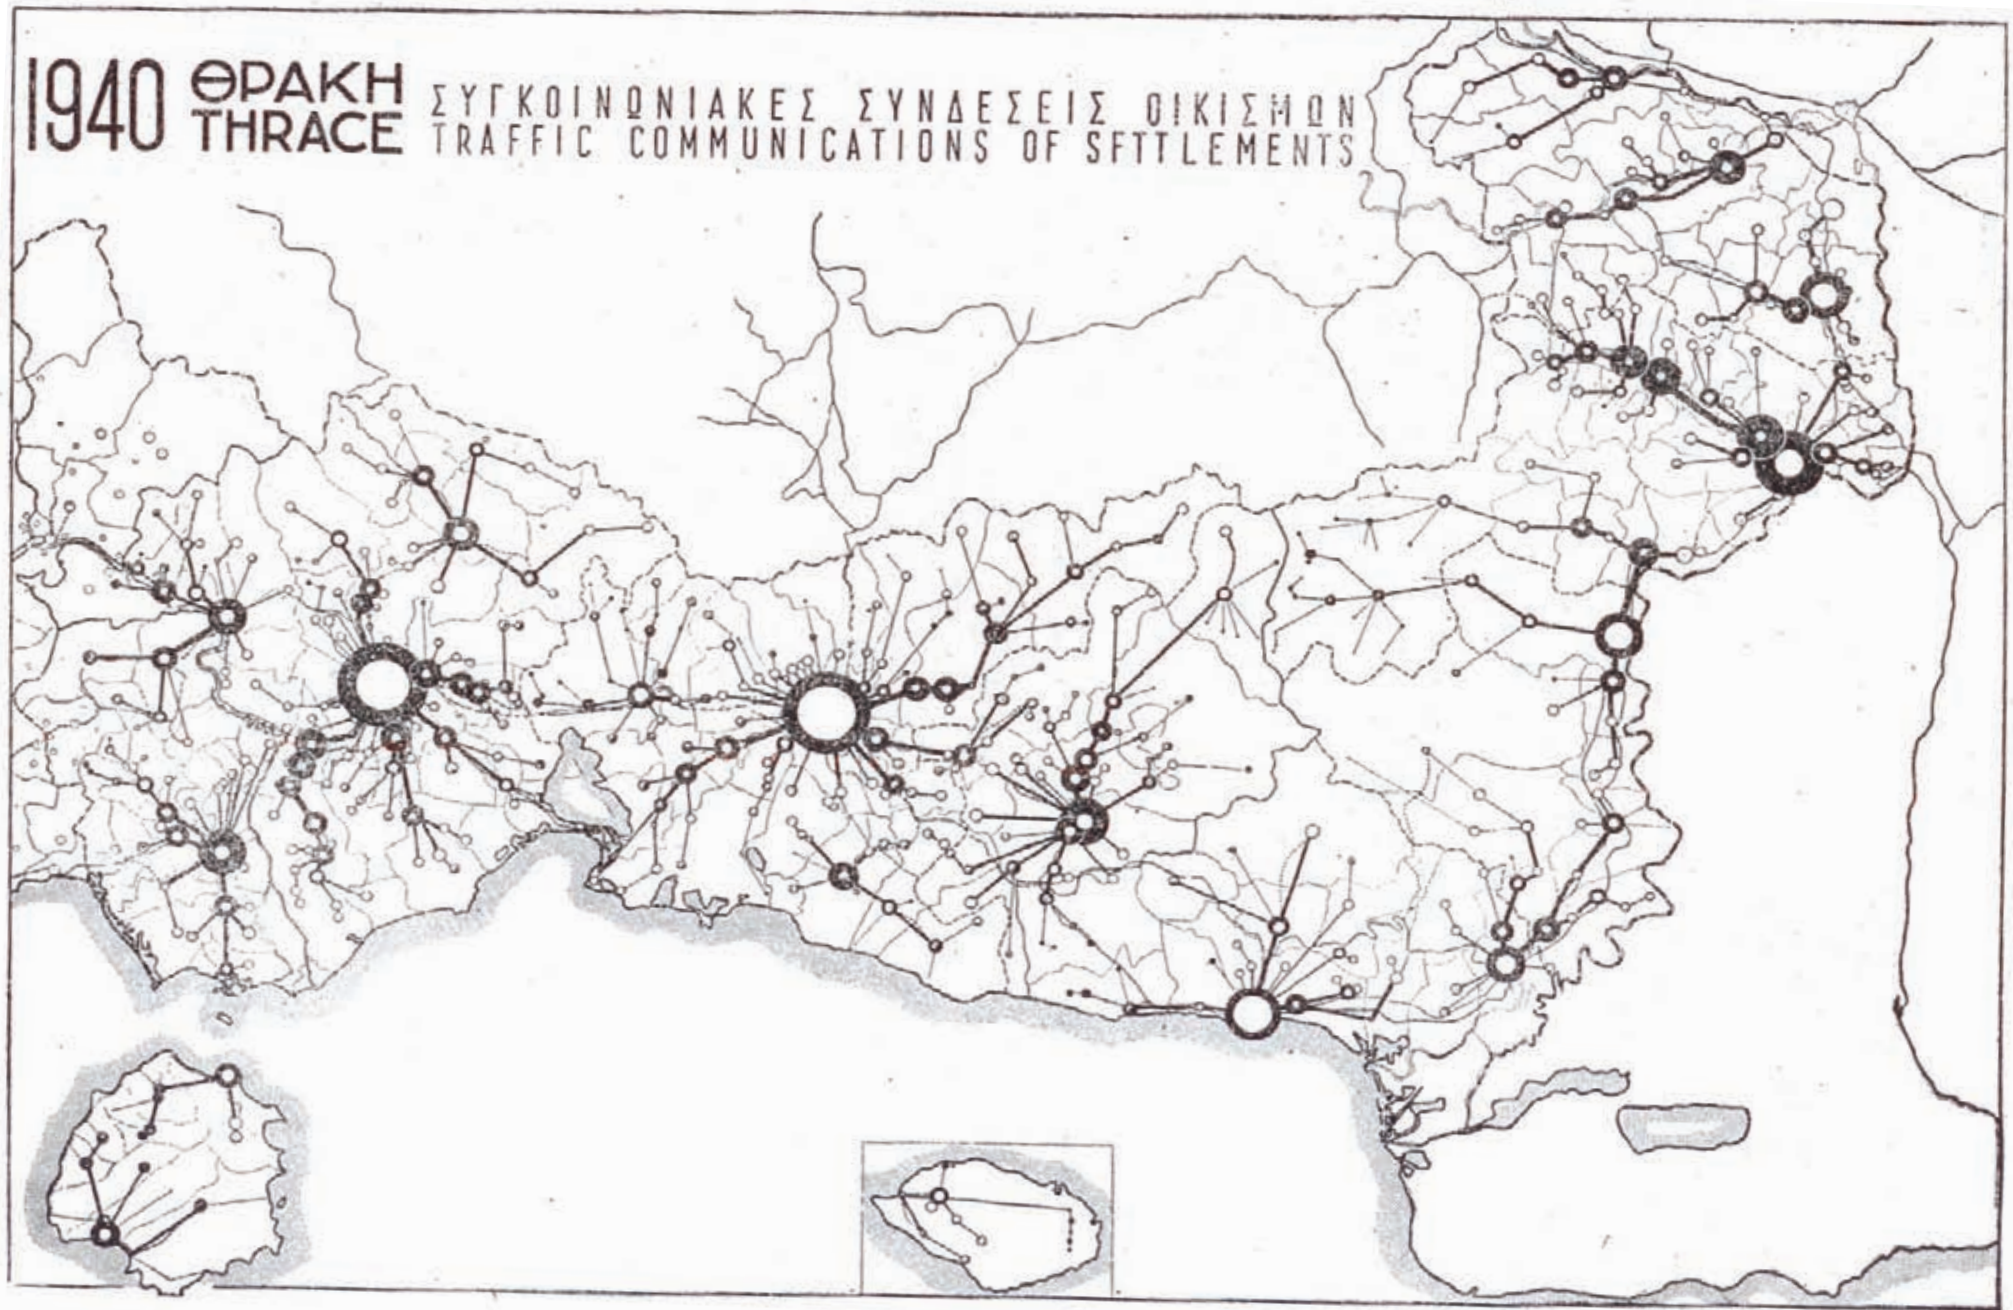 1940 ΘΡΑΚΗ
THRACE
ΣΥΓΚΟΙΝΩΝΙΑΚΕΣ ΣΥΝΔΕΣΕΙΣ ΟΙΚΙΣΜΩΝ
TRAFFIC COMMUNICATIONS OF SFTTLEMENTS